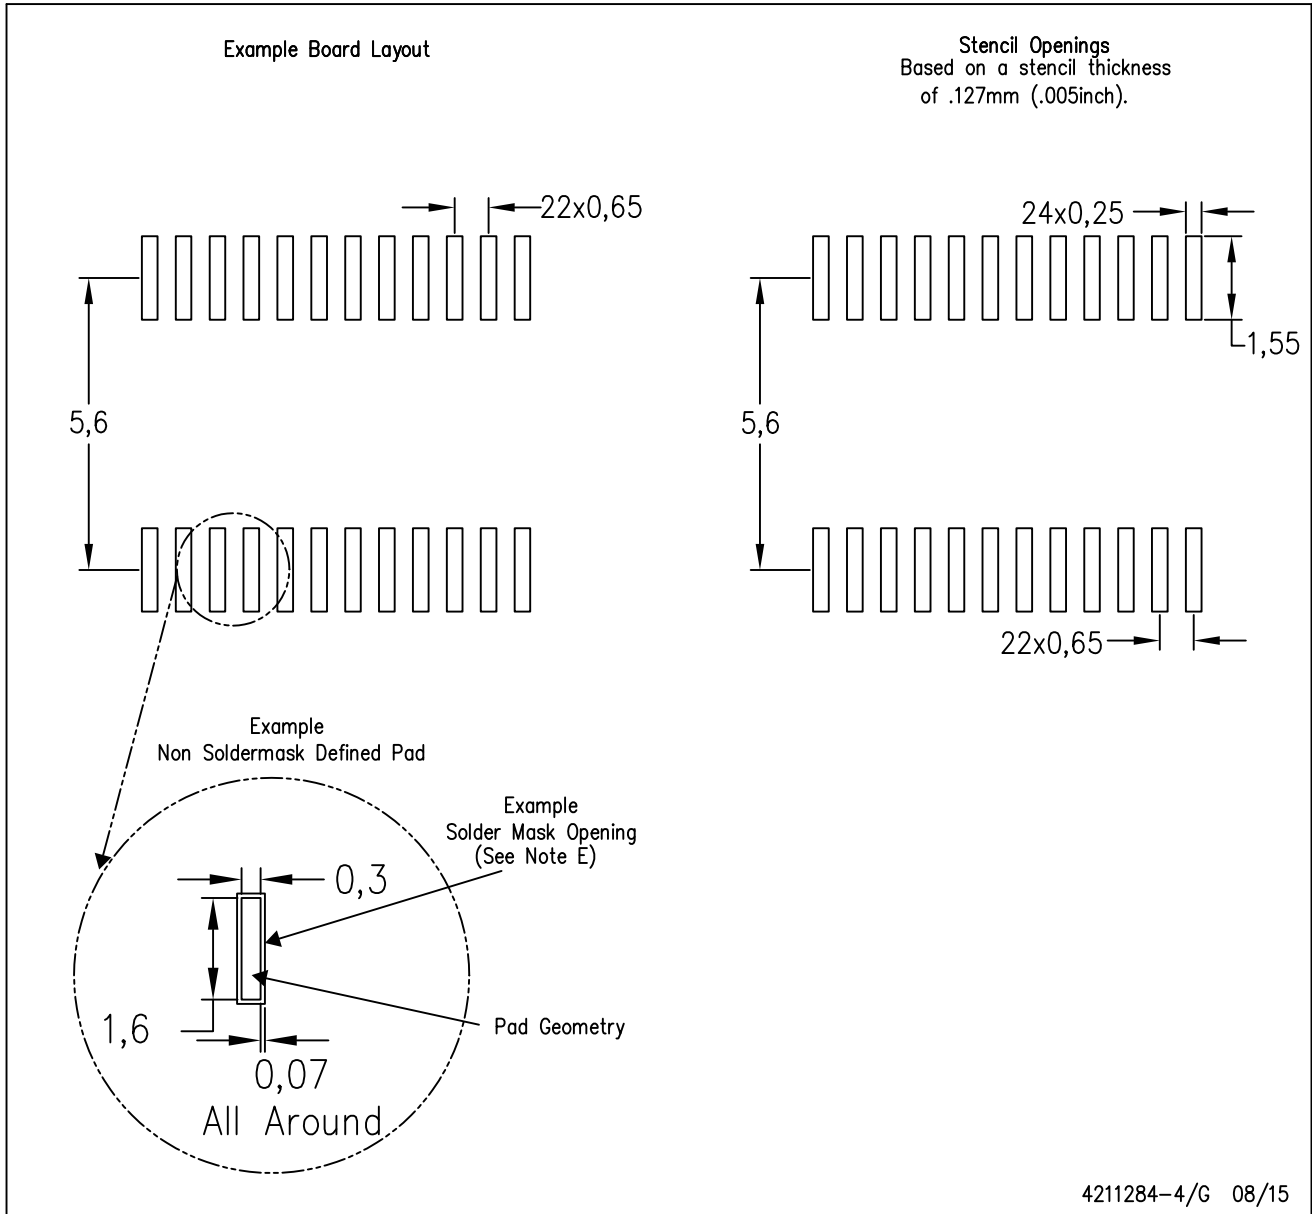 Example Board Layout
Stencil Openings
Based on a stencil thickness
of .127mm (.005inch).
22x0,65
24x0,25
1,55
5,6
5,6
22x0,65
Example
Non Soldermask Defined Pad
Example
Solder Mask Opening
(See Note E)
0,3
Pad Geometry
1,6
0,07
All Around
4211284-4/G 08/15